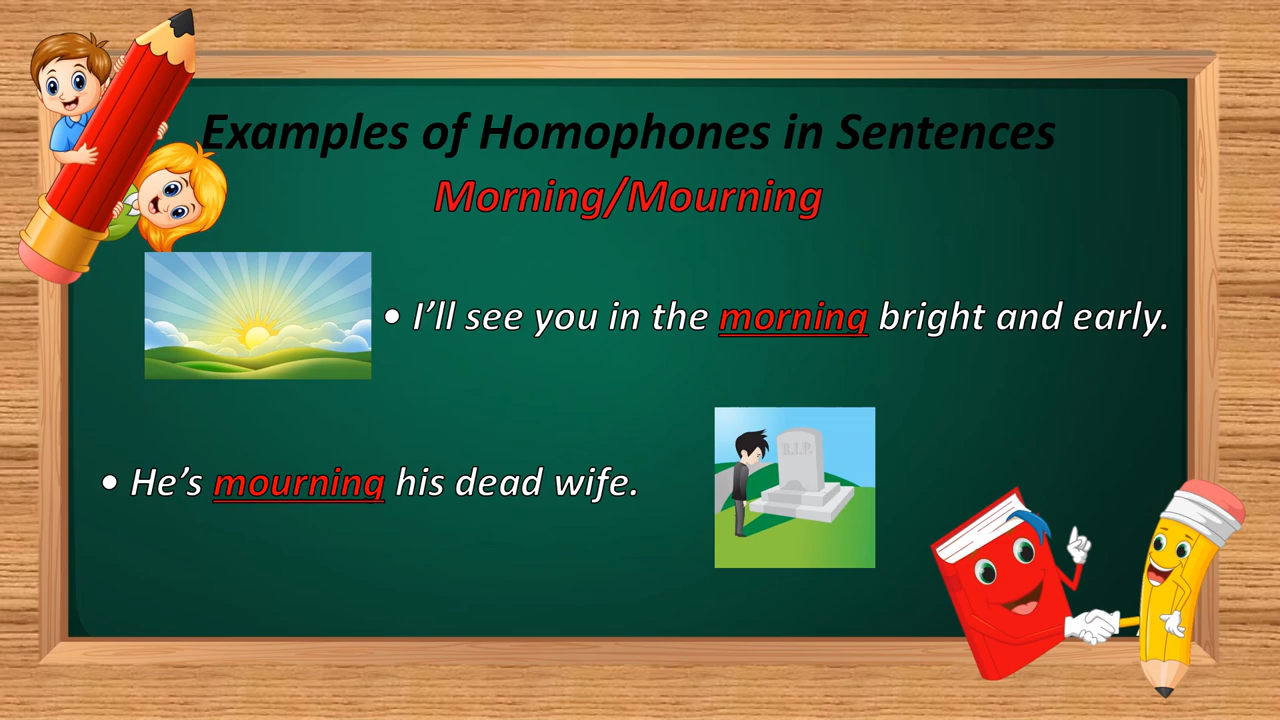 Examples of Homophones in Sentences
Morning/Mourning
• I’ll see you in the morning bright and early.
R.I.P.
• He’s mourning his dead wife.